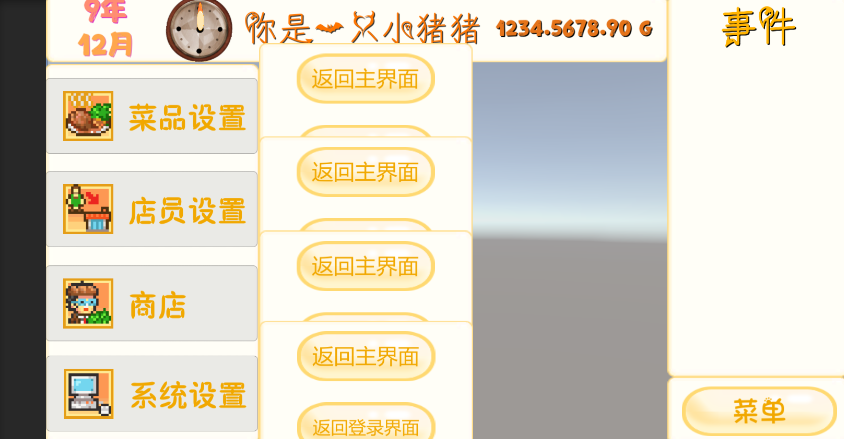 9年
12月
你是一只小猪猪
1234.5678.90 G
事件
菜品设置
店员设置
商店
系统设置
返回主界面
返回主界面
返回主界面
返回主界面
返回登录界面
菜单